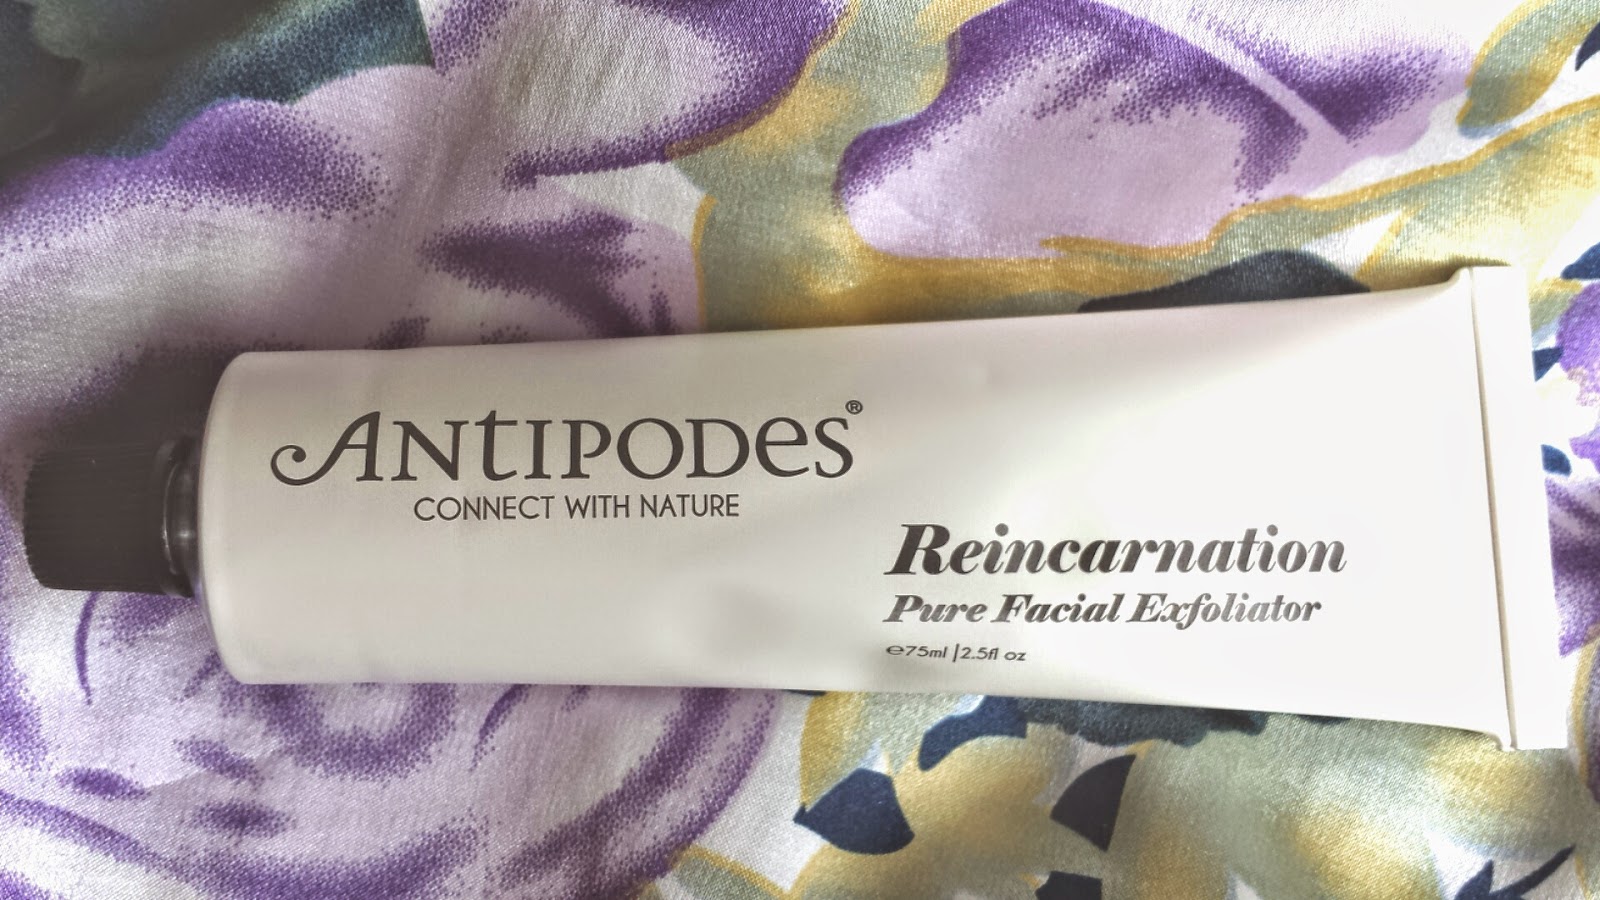 ANtIPODes®
CONNECT WITH NATURE
Reincarnation
Pure Facial Exfoliator
℮75ml | 2.5fl oz